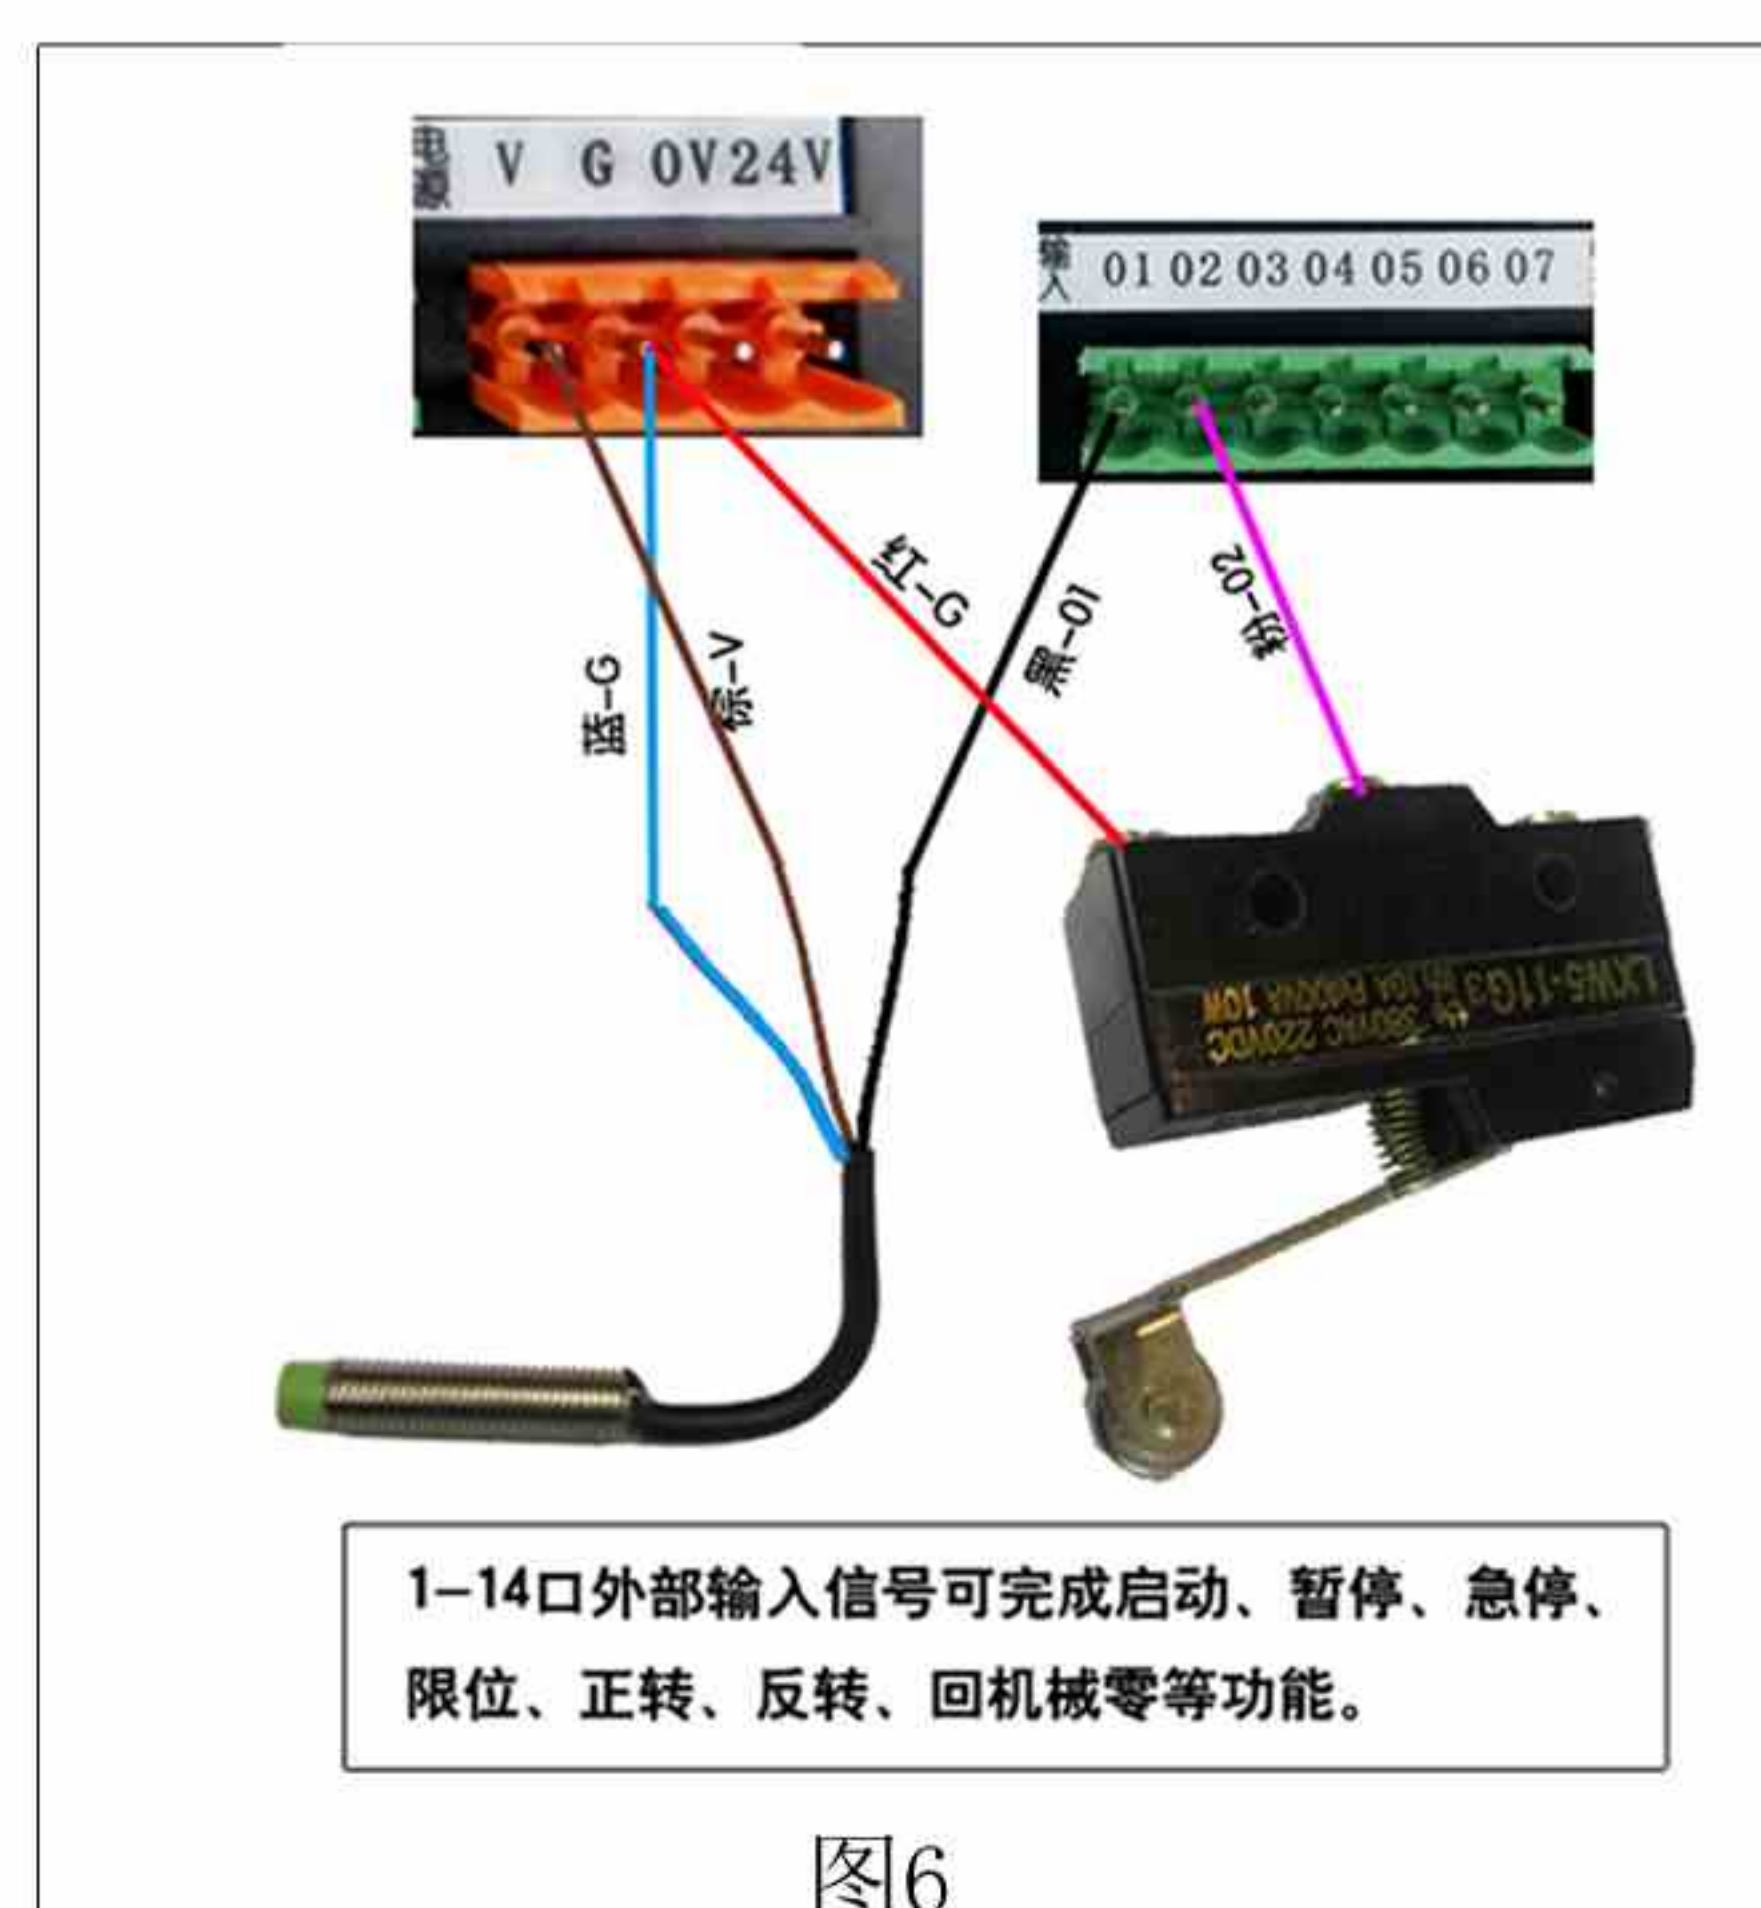 电源 V G 0V 24V
输入 01 02 03 04 05 06 07
红-G
黑-01
粉-02
蓝-G
棕-V
LXW5-11G3
380VAC 220VDC
10W
1-14口外部输入信号可完成启动、暂停、急停、
限位、正转、反转、回机械零等功能。
图6